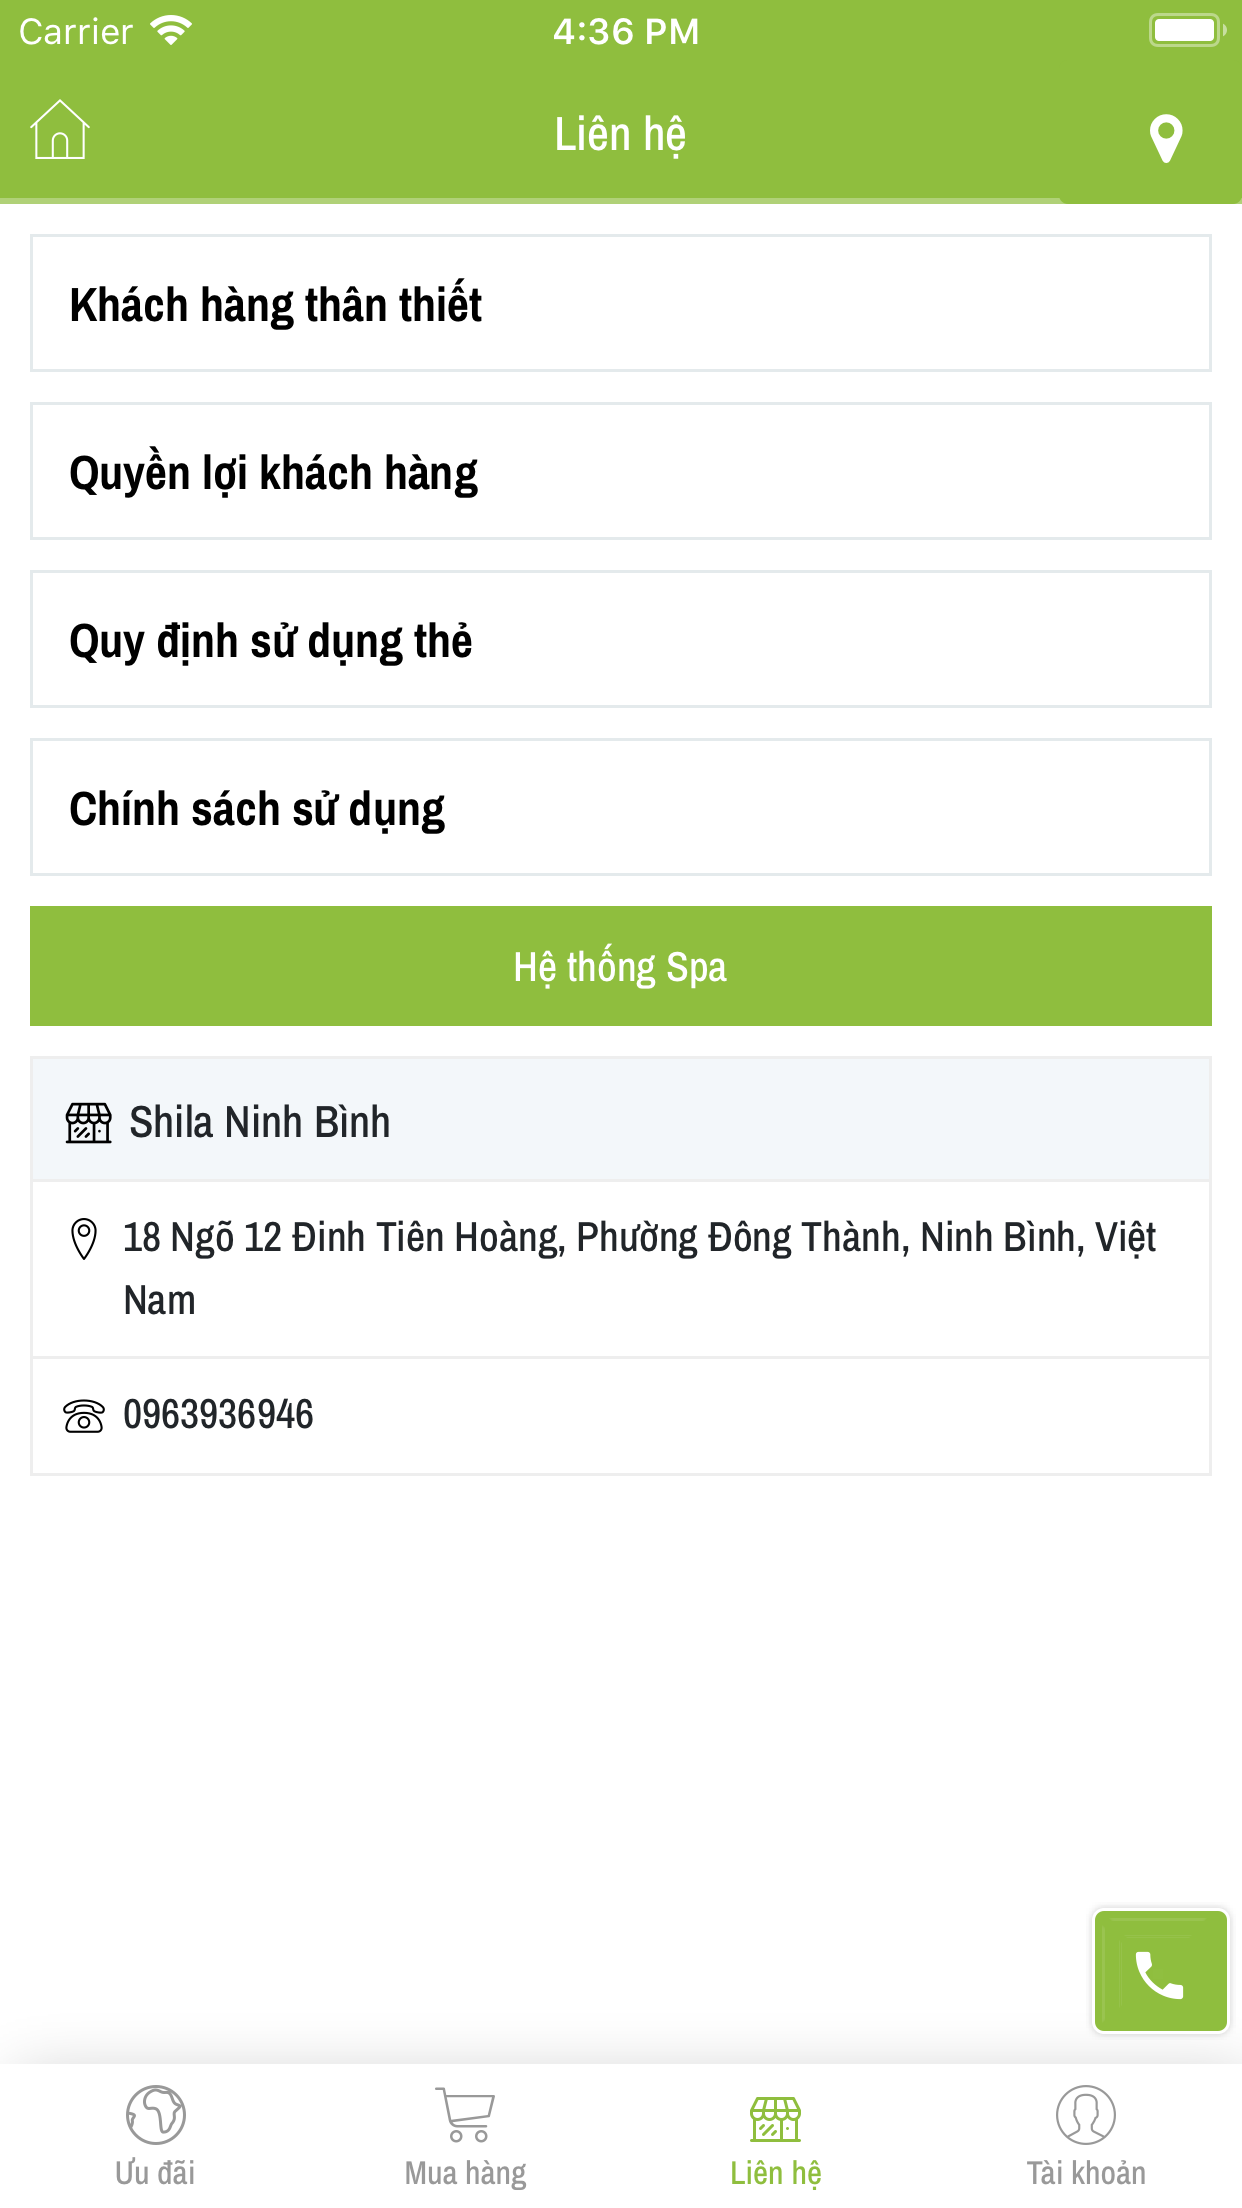 Carrier
4:36 PM
Liên hệ
Khách hàng thân thiết
Quyền lợi khách hàng
Quy định sử dụng thẻ
Chính sách sử dụng
Hệ thống Spa
Shila Ninh Bình
18 Ngõ 12 Đinh Tiên Hoàng, Phường Đông Thành, Ninh Bình, Việt
Nam
0963936946
Ưu đãi
Mua hàng
Liên hệ
Tài khoản